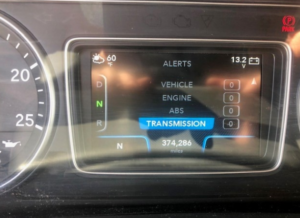 60 ALERTS 13.2
V
VEHICLE 0
D
20
ENGINE 0
N
ABS 0
25
R
TRANSMISSION 0
N 374,286